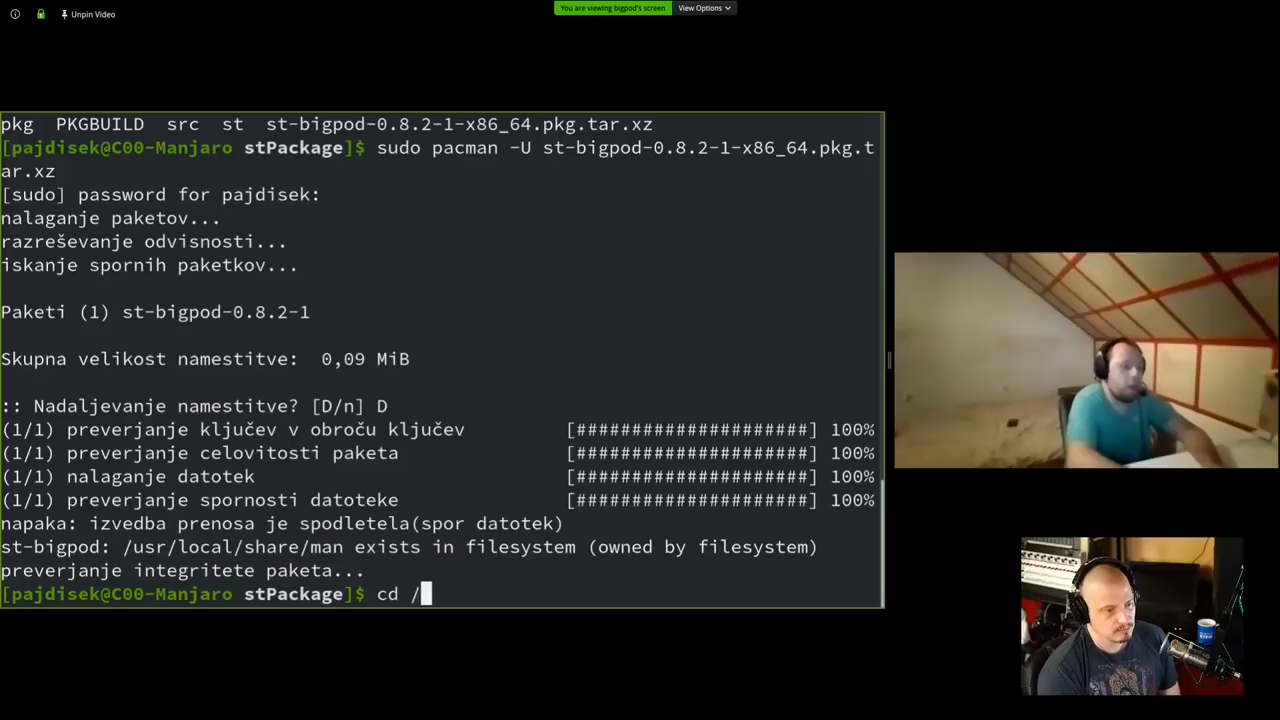 Unpin Video
You are viewing bigpod's screen
View Options
pkg PKGBUILD src st st-bigpod-0.8.2-1-x86_64.pkg.tar.xz
[pajdisek@C00-Manjaro stPackage]$ sudo pacman -U st-bigpod-0.8.2-1-x86_64.pkg.t
ar.xz
[sudo] password for pajdisek:
nalaganje paketov...
razreševanje odvisnosti...
iskanje spornih paketkov...
Paketi (1) st-bigpod-0.8.2-1
Skupna velikost namestitve: 0,09 MiB
:: Nadaljevanje namestitve? [D/n] D
(1/1) preverjanje ključev v obroču ključev [####################] 100%
(1/1) preverjanje celovitosti paketa [####################] 100%
(1/1) nalaganje datotek [####################] 100%
(1/1) preverjanje spornosti datoteke [####################] 100%
napaka: izvedba prenosa je spodletela(spor datotek)
st-bigpod: /usr/local/share/man exists in filesystem (owned by filesystem)
preverjanje integritete paketa...
[pajdisek@C00-Manjaro stPackage]$ cd /